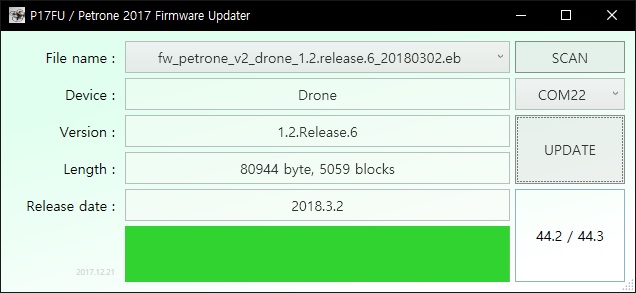 P17FU / Petrone 2017 Firmware Updater
File name : fw_petrone_v2_drone_1.2.release.6_20180302.eb SCAN
Device : Drone COM22
Version : 1.2.Release.6
UPDATE
Length : 80944 byte, 5059 blocks
Release date : 2018.3.2
44.2 / 44.3
2017.12.21